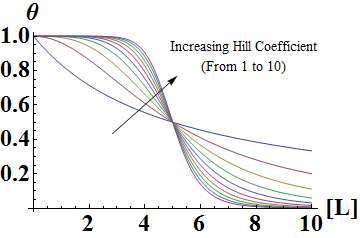 θ
1.0
0.8
0.6
0.4
0.2
Increasing Hill Coefficient
(From 1 to 10)
2 4 6 8 10 [L]